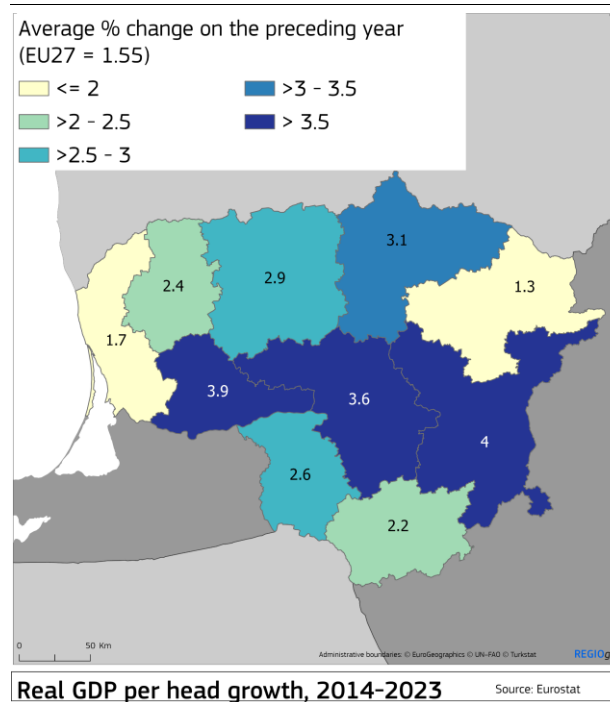 Average % change on the preceding year
(EU27 = 1.55)
<= 2
>3 - 3.5
>2 - 2.5
> 3.5
>2.5 - 3
3.1
2.9
2.4
1.3
1.7
3.9
3.6
4
2.6
2.2
0 50 Km
Administrative boundaries: © EuroGeographics © UN-FAO © Turkstat
REGIOg
Real GDP per head growth, 2014-2023
Source: Eurostat